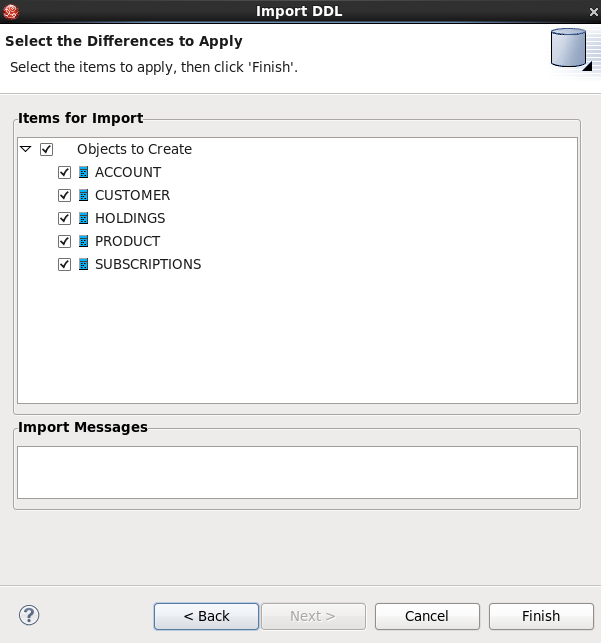 Import DDL
Select the Differences to Apply
Select the items to apply, then click 'Finish'.
Items for Import
Objects to Create
ACCOUNT
CUSTOMER
HOLDINGS
PRODUCT
SUBSCRIPTIONS
Import Messages
? < Back Next > Cancel Finish